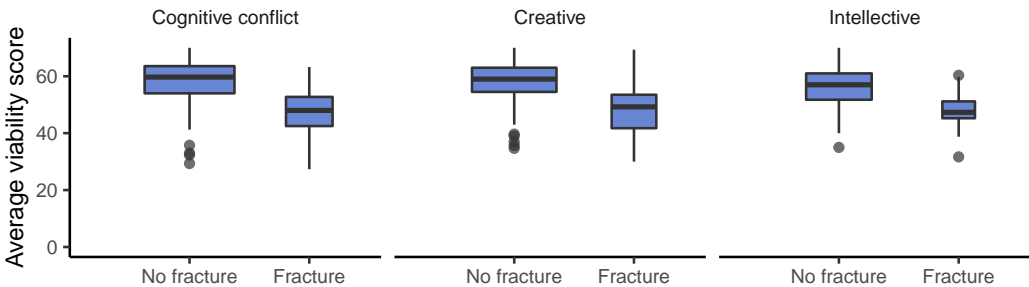 Cognitive conflict
Creative
Intellective
Average viability score
60
40
20
0
No fracture
Fracture
No fracture
Fracture
No fracture
Fracture